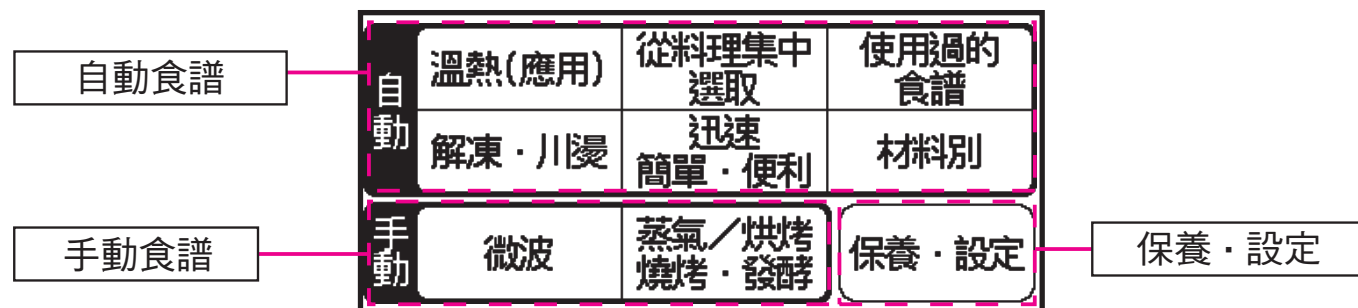 自動食譜
自動
溫熱(應用)
從料理集中
選取
使用過的
食譜
解凍・川燙
迅速
簡單・便利
材料別
手動食譜
手動
微波
蒸氣／烘烤
燒烤・發酵
保養・設定
保養・設定